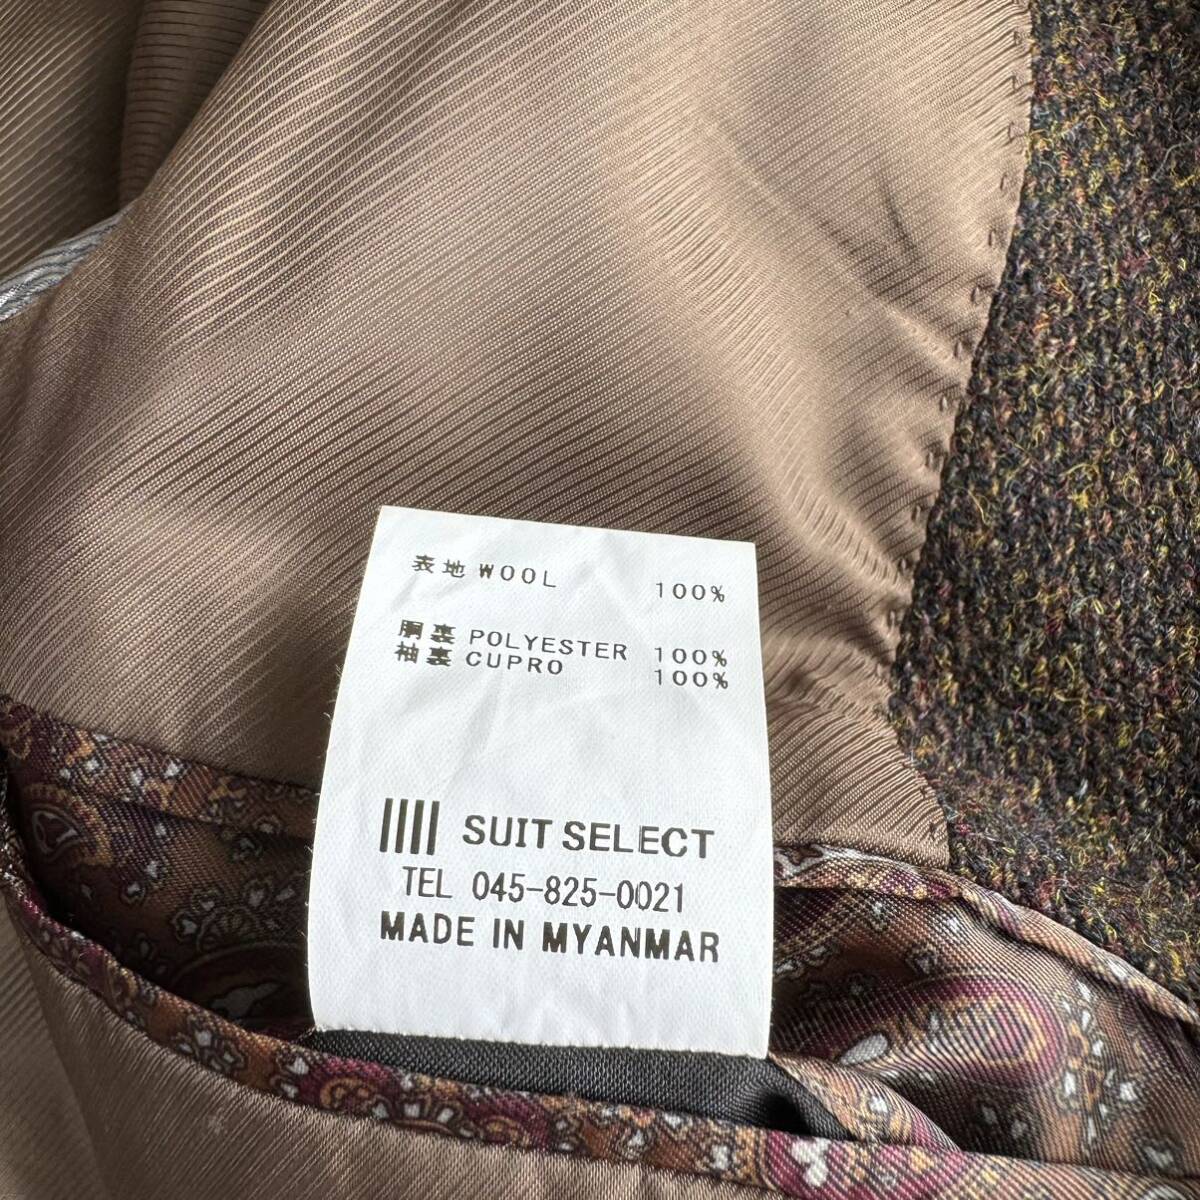 表地 WOOL 100%
胴裏 POLYESTER 100%
袖裏 CUPRO 100%
SUIT SELECT
TEL 045-825-0021
MADE IN MYANMAR